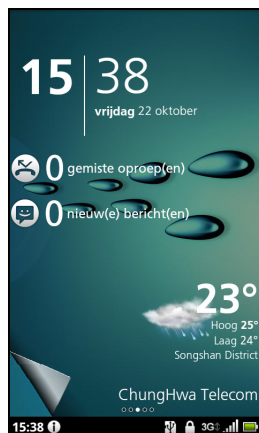 15 38
vrijdag 22 oktober
0 gemiste oproep(en)
0 nieuw(e) bericht(en)
23°
Hoog 25°
Laag 24°
Songshan District
ChungHwa Telecom
15:38 3G